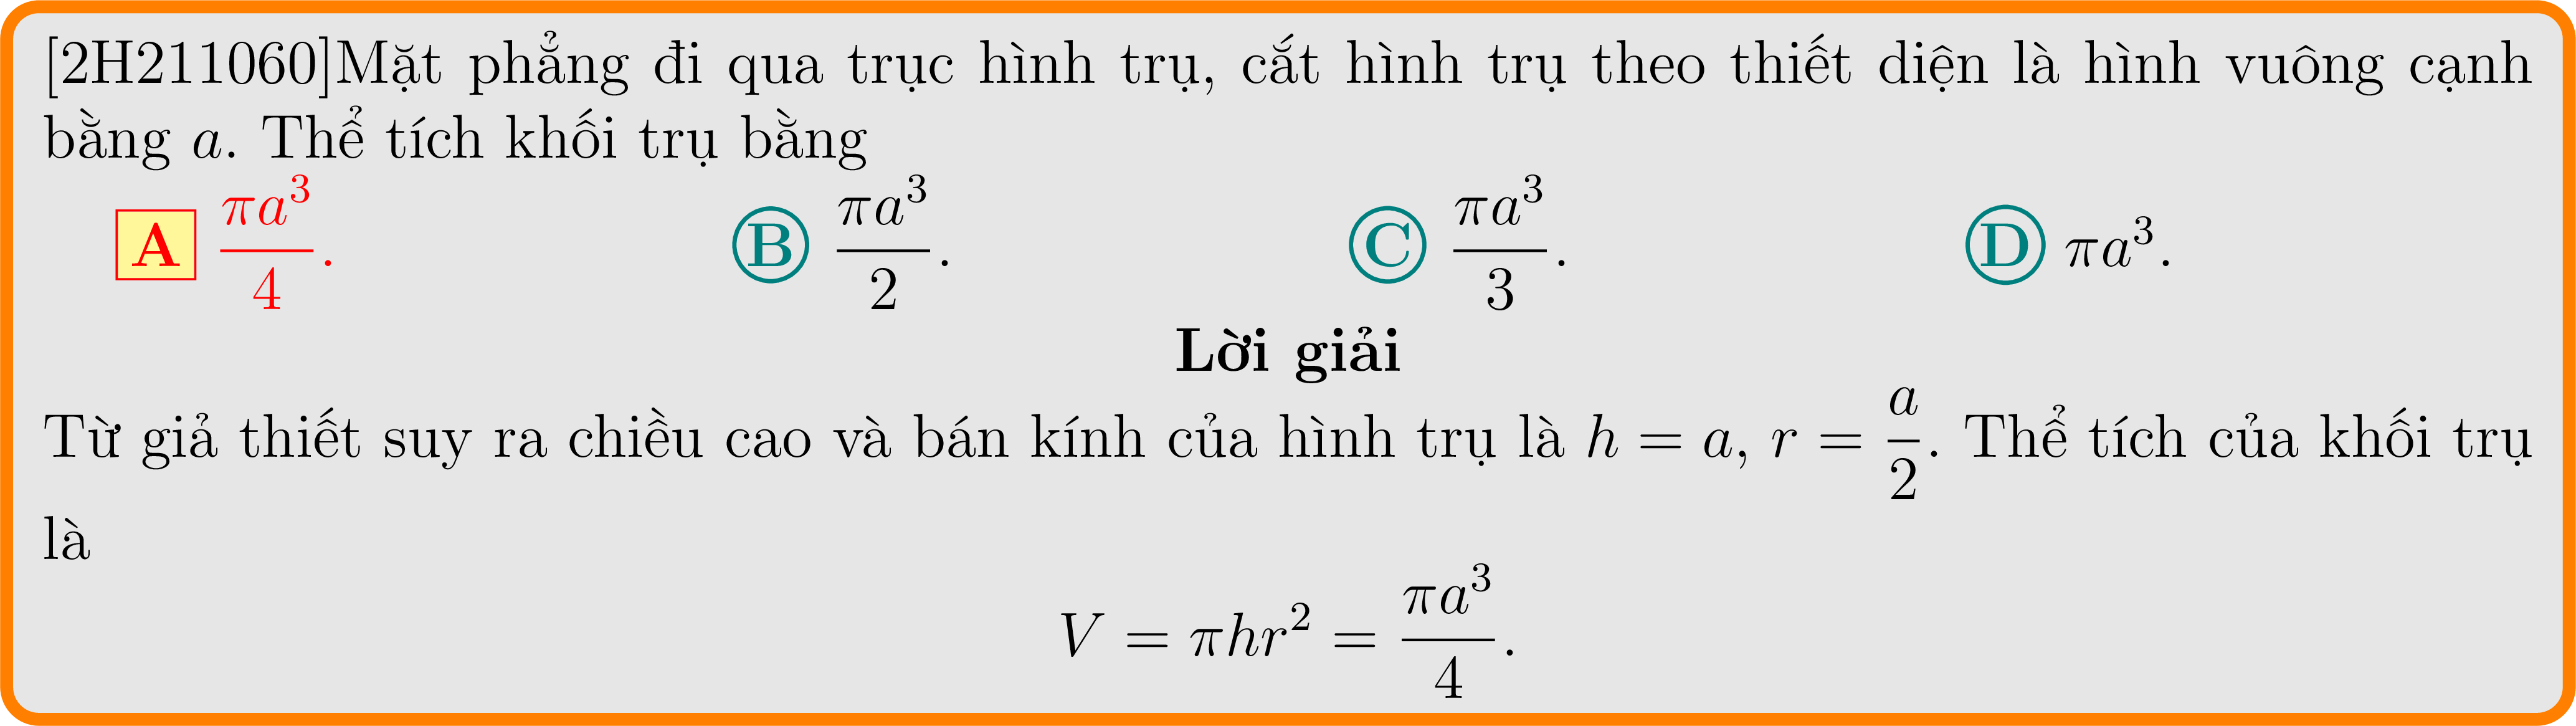 [2H211060]Mặt phẳng đi qua trục hình trụ, cắt hình trụ theo thiết diện là hình vuông cạnh
bằng a. Thể tích khối trụ bằng
A $\frac{\pi a^3}{4}$. B $\frac{\pi a^3}{2}$. C $\frac{\pi a^3}{3}$. D $\pi a^3$.
Lời giải
Từ giả thiết suy ra chiều cao và bán kính của hình trụ là $h = a$, $r = \frac{a}{2}$. Thể tích của khối trụ
là
$V = \pi h r^2 = \frac{\pi a^3}{4}$.